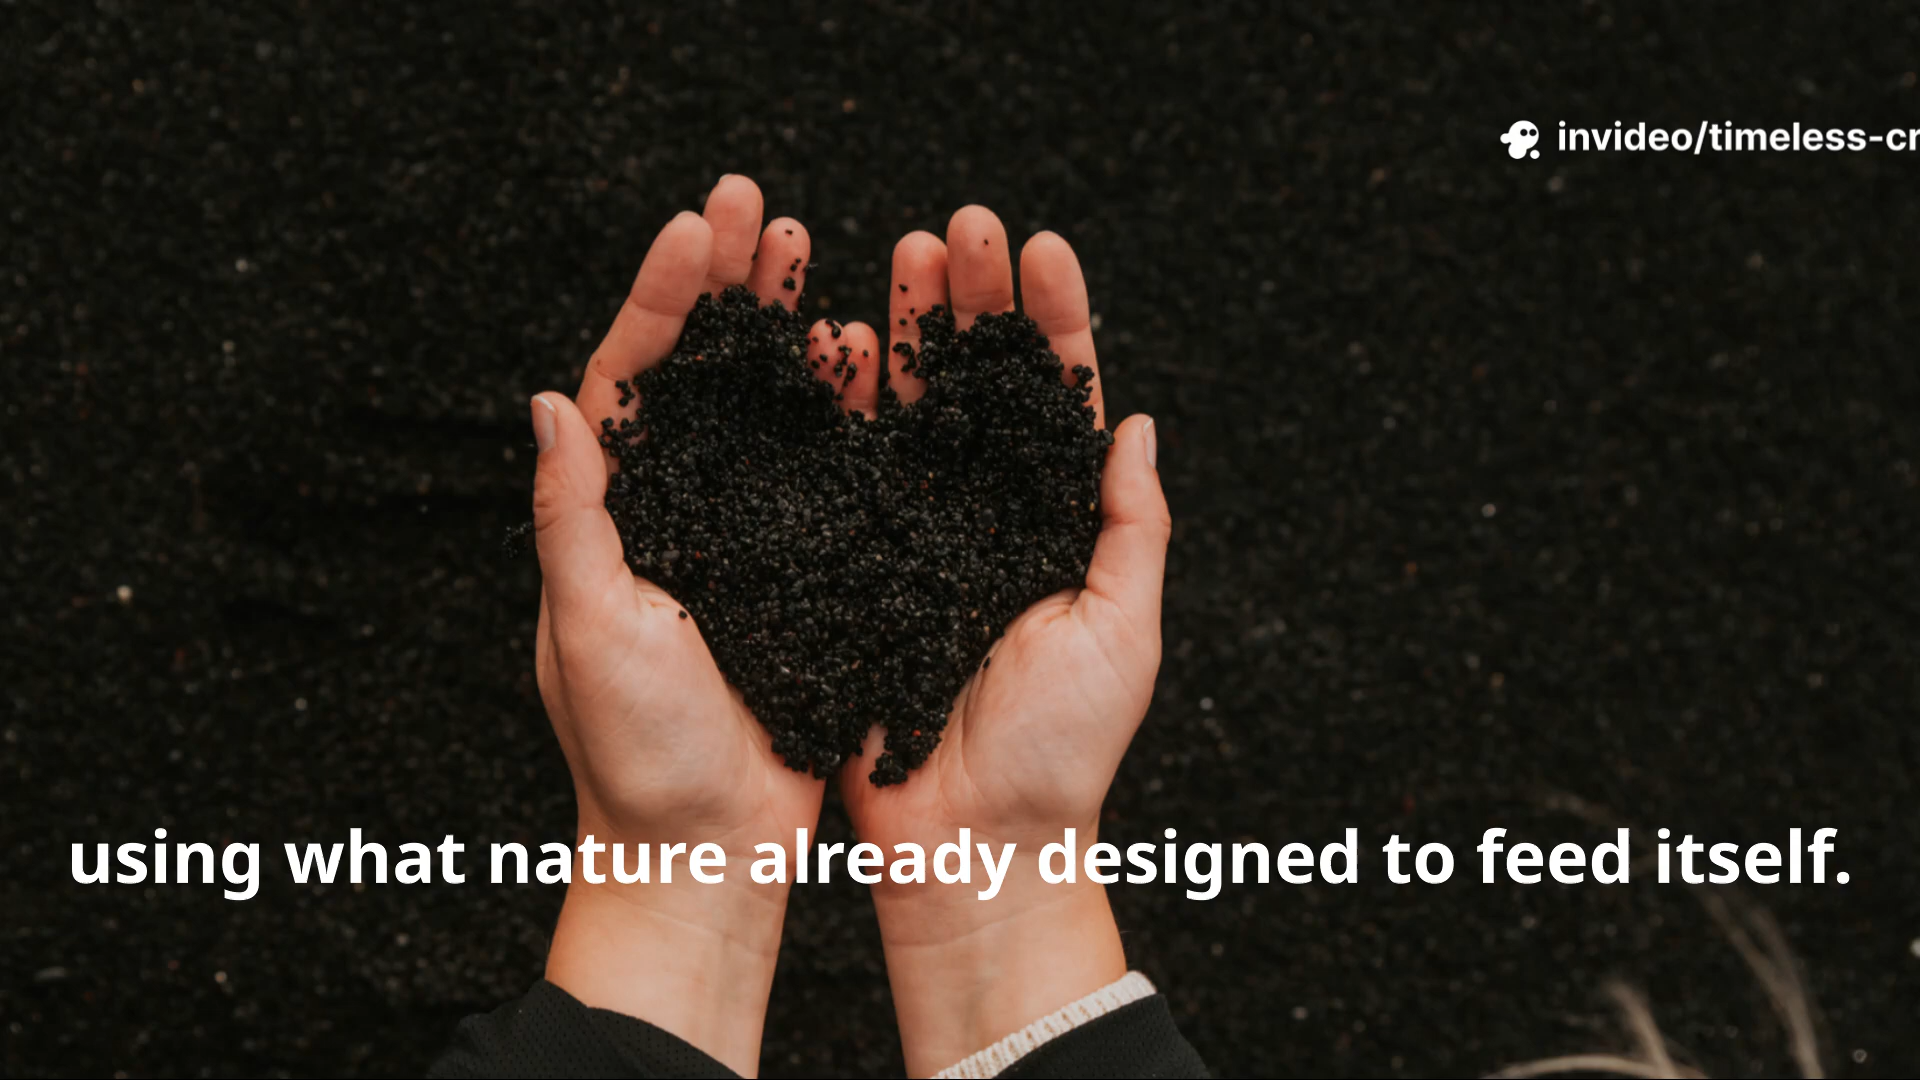 invideo/timeless-cr
using what nature already designed to feed itself.